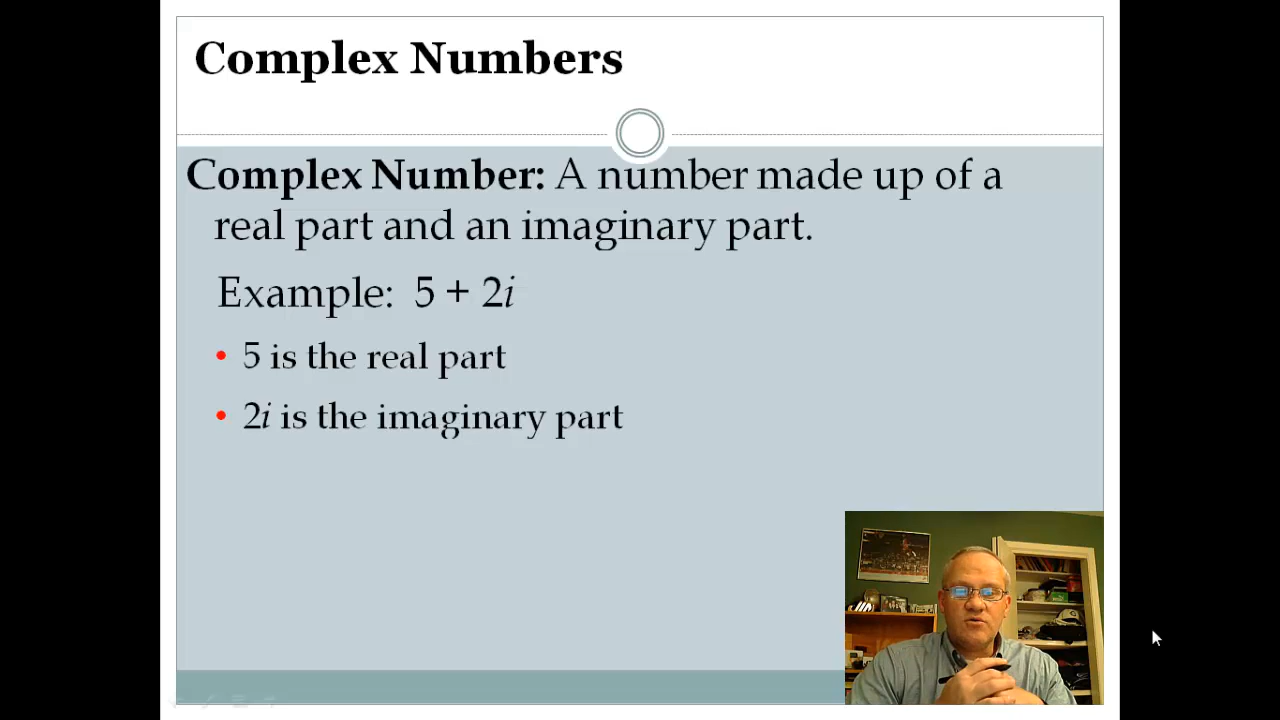 Complex Numbers
Complex Number: A number made up of a
real part and an imaginary part.
Example: 5 + 2i
• 5 is the real part
• 2i is the imaginary part